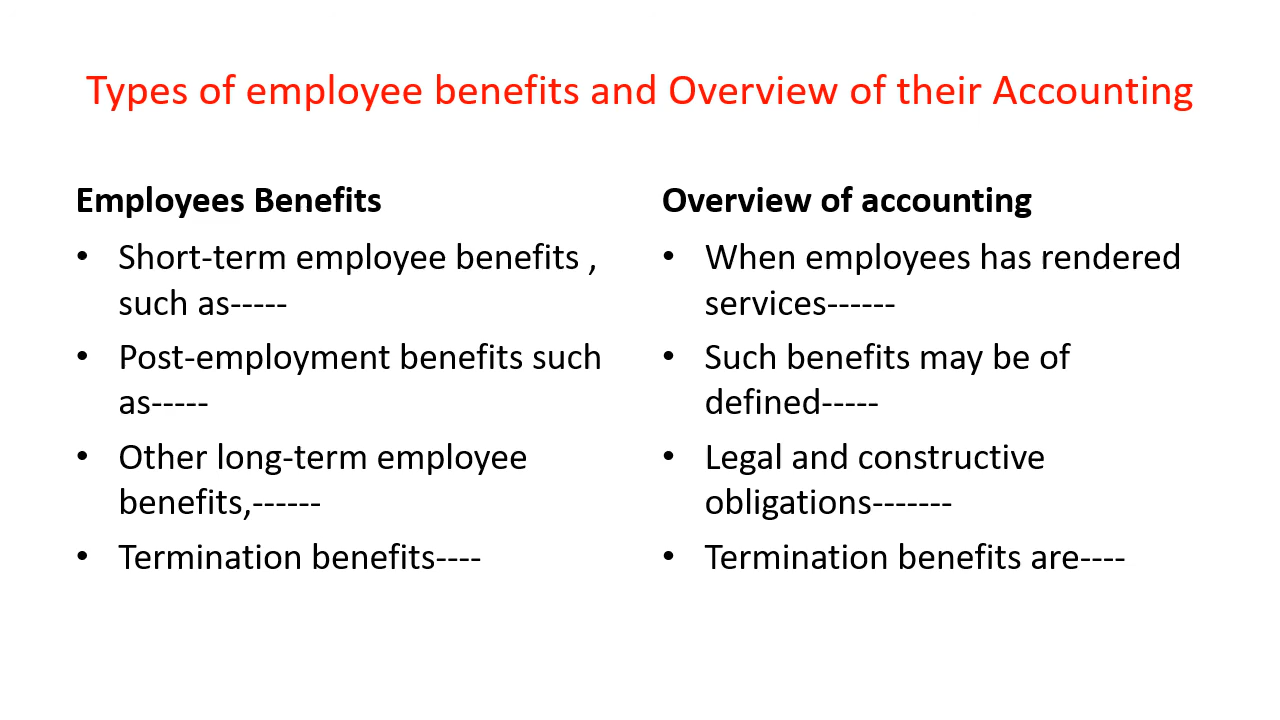 Types of employee benefits and Overview of their Accounting
Employees Benefits
• Short-term employee benefits ,
such as-----
• Post-employment benefits such
as-----
• Other long-term employee
benefits,------
• Termination benefits----
Overview of accounting
• When employees has rendered
services------
• Such benefits may be of
defined-----
• Legal and constructive
obligations-------
• Termination benefits are----